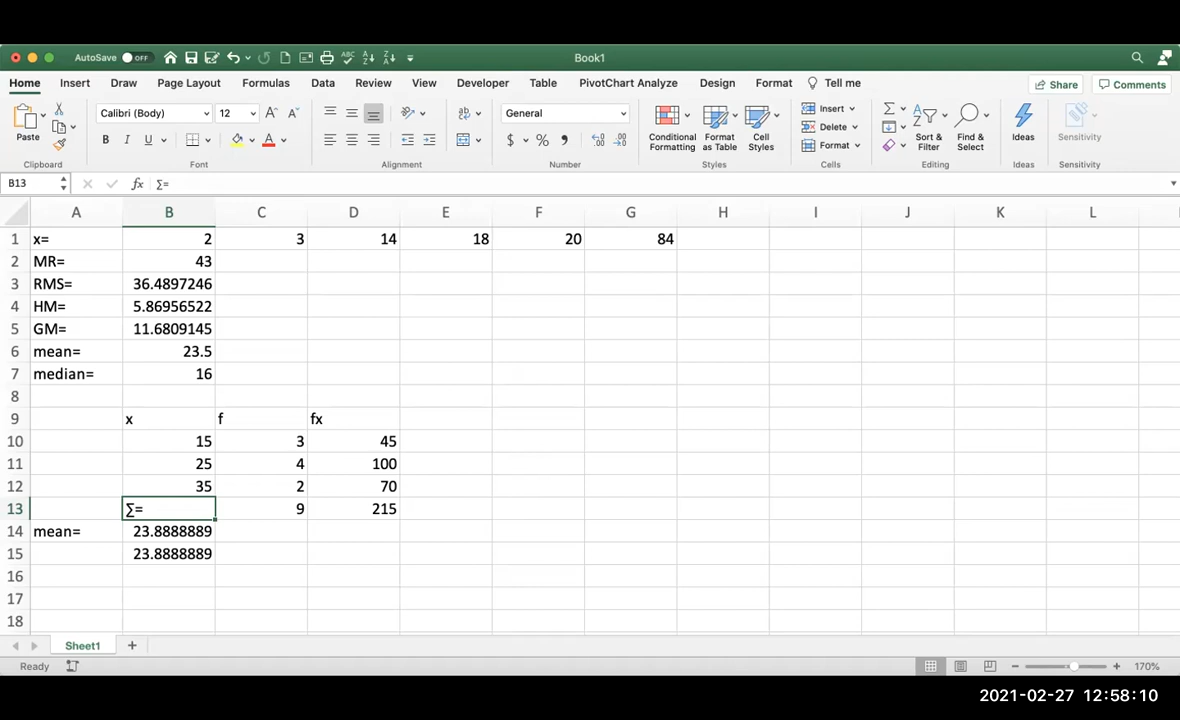 AutoSave OFF Book1
Home Insert Draw Page Layout Formulas Data Review View Developer Table PivotChart Analyze Design Format Tell me Share Comments
Paste Calibri (Body) 12 A^ A˅ General Conditional Formatting Format as Table Cell Styles Insert Delete Format Sort & Filter Find & Select Ideas Sensitivity
B I U A $ % ,
Clipboard Font Alignment Number Styles Cells Editing Ideas Sensitivity
B13 fx ∑=
A B C D E F G H I J K L
1 x= 2 3 14 18 20 84
2 MR= 43
3 RMS= 36.4897246
4 HM= 5.86956522
5 GM= 11.6809145
6 mean= 23.5
7 median= 16
8
9 x f fx
10 15 3 45
11 25 4 100
12 35 2 70
13 ∑= 9 215
14 mean= 23.8888889
15 23.8888889
16
17
18
Sheet1 +
Ready 170%
2021-02-27 12:58:10